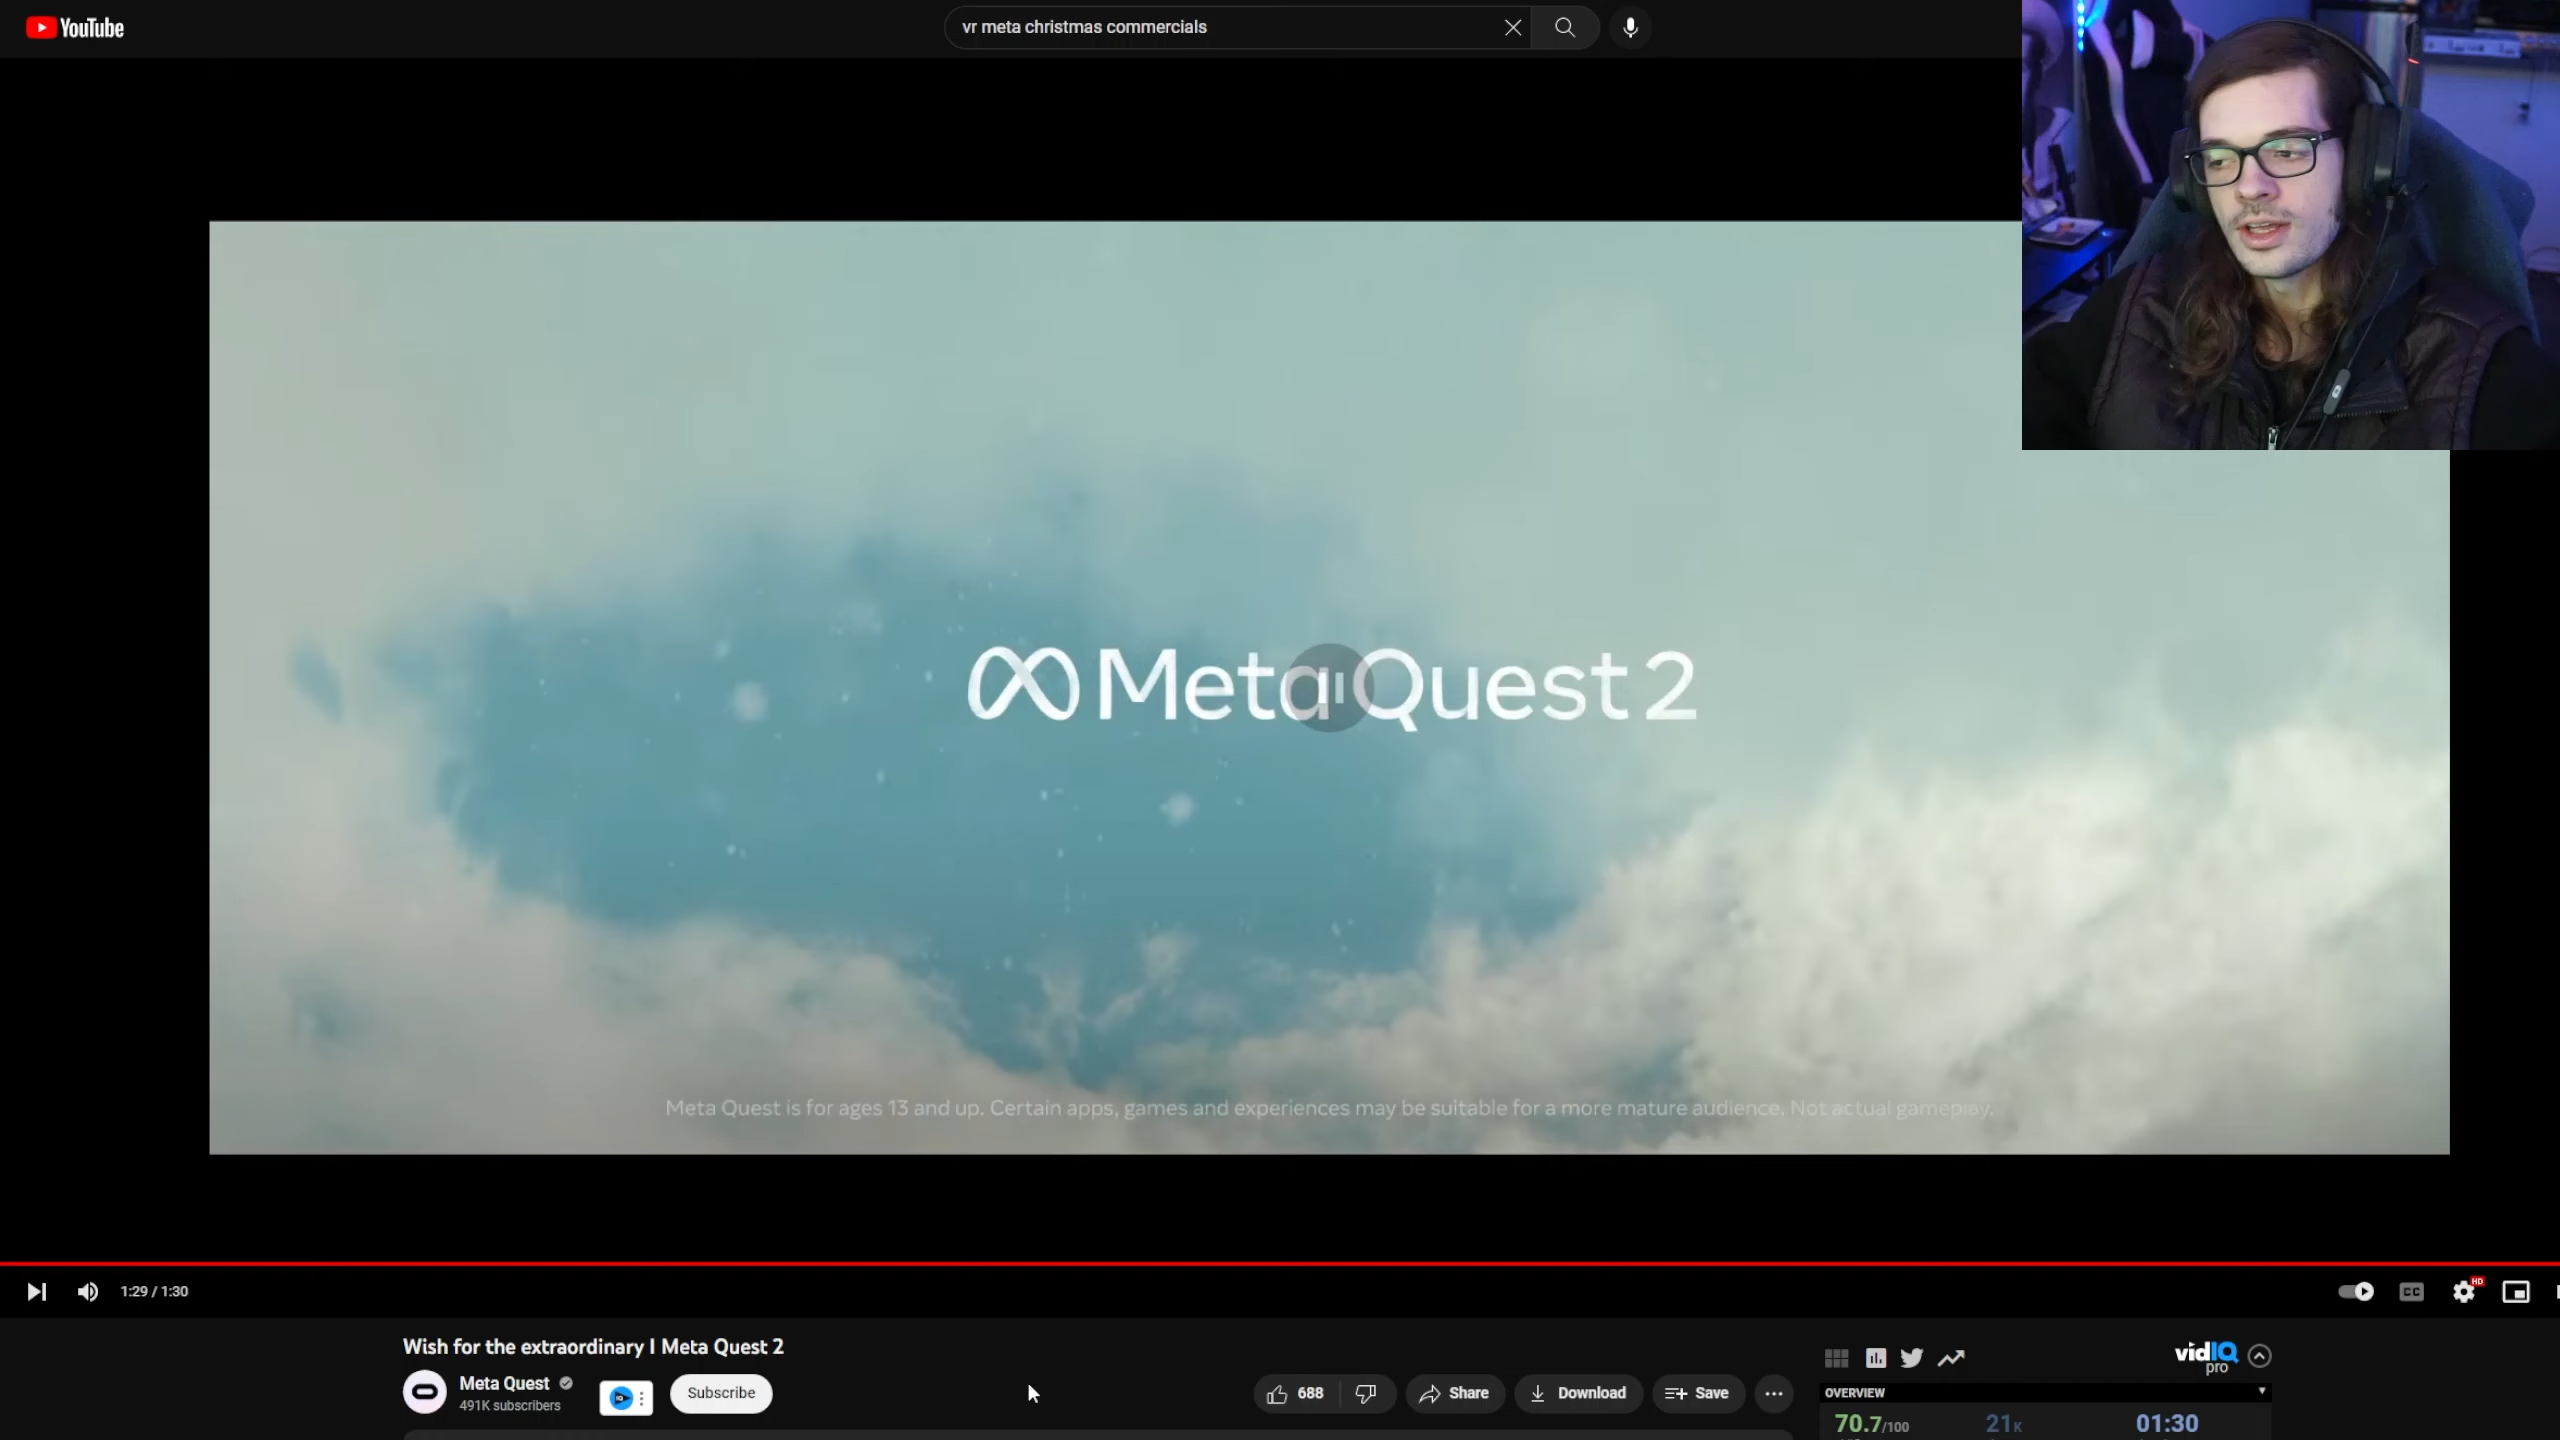 YouTube
vr meta christmas commercials
Meta Quest 2
Meta Quest is for ages 13 and up. Certain apps, games and experiences may be suitable for a more mature audience. Not actual gameplay.
1:29 / 1:30
CC
HD
Wish for the extraordinary I Meta Quest 2
Meta Quest
491K subscribers
Subscribe
688
Share
Download
Save
vidIQ
pro
OVERVIEW
70.7/100
21K
01:30